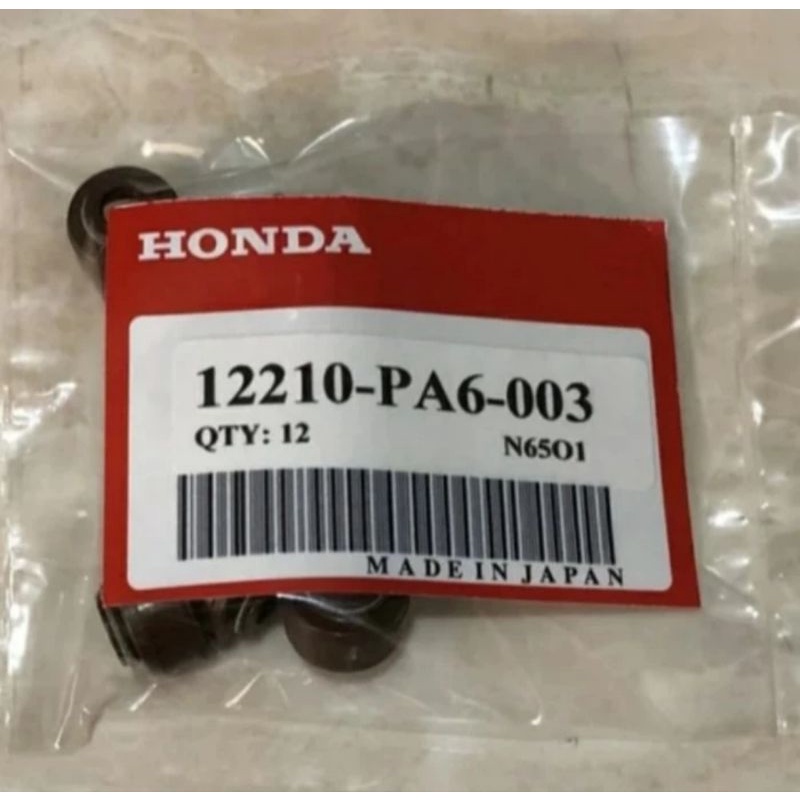 HONDA
12210-PA6-003
QTY: 12 N65O1
MADE IN JAPAN